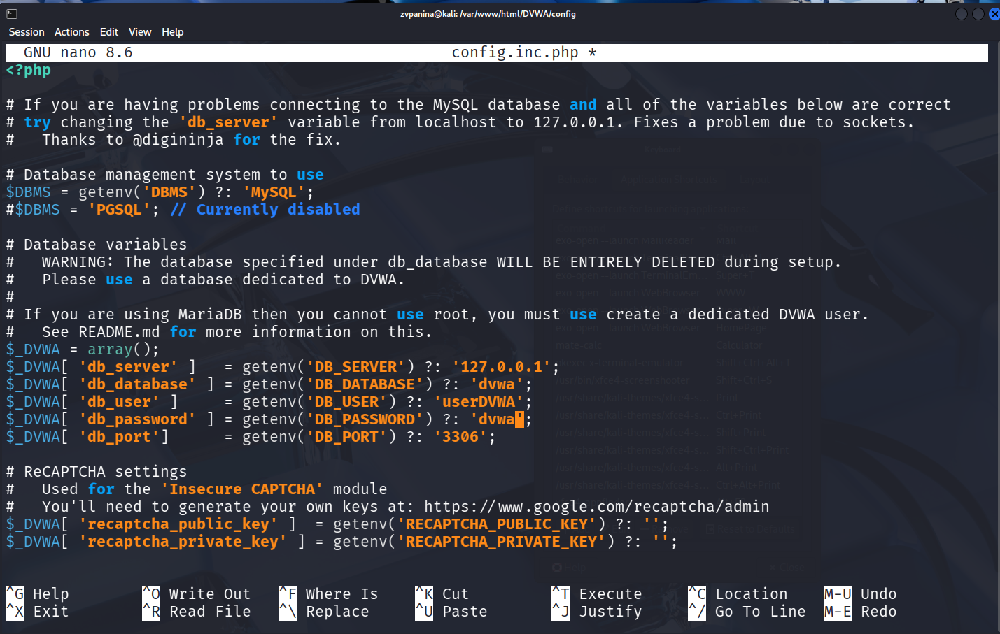 zvpanina@kali: /var/www/html/DVWA/config
Session Actions Edit View Help
GNU nano 8.6 config.inc.php *
<?php
# If you are having problems connecting to the MySQL database and all of the variables below are correct
# try changing the 'db_server' variable from localhost to 127.0.0.1. Fixes a problem due to sockets.
#   Thanks to @digininja for the fix.
# Database management system to use
$DBMS = getenv('DBMS') ?: 'MySQL';
#$DBMS = 'PGSQL'; // Currently disabled
# Database variables
#   WARNING: The database specified under db_database WILL BE ENTIRELY DELETED during setup.
#   Please use a database dedicated to DVWA.
#
# If you are using MariaDB then you cannot use root, you must use create a dedicated DVWA user.
#   See README.md for more information on this.
$_DVWA = array();
$_DVWA[ 'db_server' ]   = getenv('DB_SERVER') ?: '127.0.0.1';
$_DVWA[ 'db_database' ] = getenv('DB_DATABASE') ?: 'dvwa';
$_DVWA[ 'db_user' ]     = getenv('DB_USER') ?: 'userDVWA';
$_DVWA[ 'db_password' ] = getenv('DB_PASSWORD') ?: 'dvwa';
$_DVWA[ 'db_port']      = getenv('DB_PORT') ?: '3306';
# ReCAPTCHA settings
#   Used for the 'Insecure CAPTCHA' module
#   You'll need to generate your own keys at: https://www.google.com/recaptcha/admin
$_DVWA[ 'recaptcha_public_key' ]  = getenv('RECAPTCHA_PUBLIC_KEY') ?: '';
$_DVWA[ 'recaptcha_private_key' ] = getenv('RECAPTCHA_PRIVATE_KEY') ?: '';
^G Help ^O Write Out ^F Where Is ^K Cut ^T Execute ^C Location M-U Undo
^X Exit ^R Read File ^\ Replace ^U Paste ^J Justify ^/ Go To Line M-E Redo